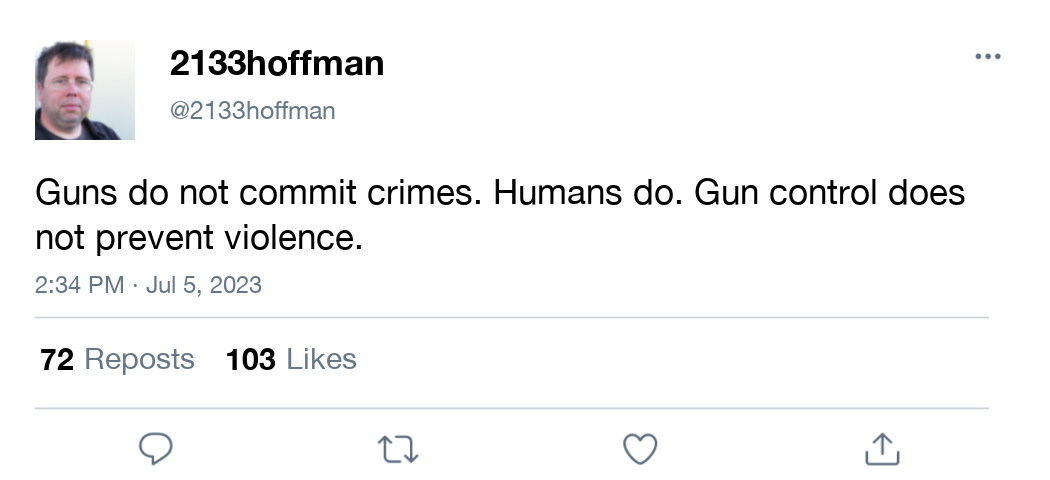 2133hoffman
@2133hoffman
Guns do not commit crimes. Humans do. Gun control does
not prevent violence.
2:34 PM · Jul 5, 2023
72 Reposts 103 Likes